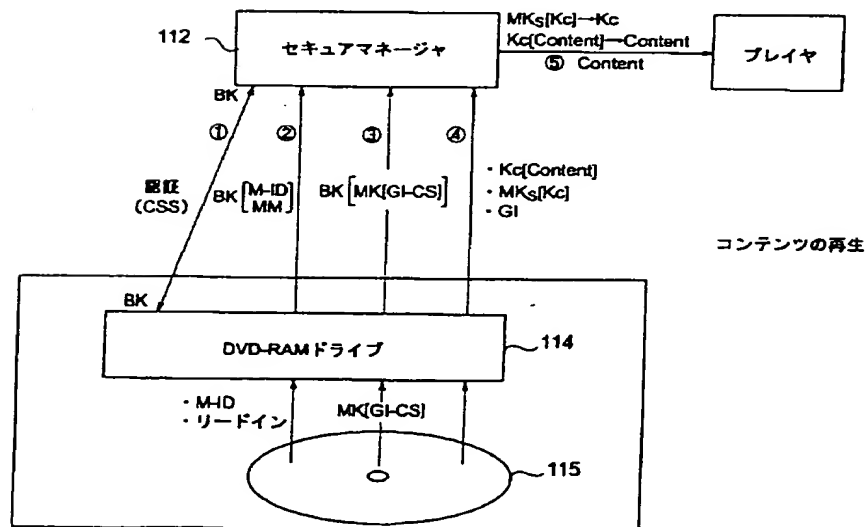 112
セキュアマネージャ
MKS[Kc]→Kc
Kc[Content]→Content
⑤ Content
プレイヤ
BK
①
②
③
④
認証
(CSS)
BK[M-ID
MM]
BK[MK[GI-CS]]
・Kc[Content]
・MKS[Kc]
・GI
コンテンツの再生
BK
DVD-RAMドライブ
114
・M-ID
・リードイン
MK[GI-CS]
115